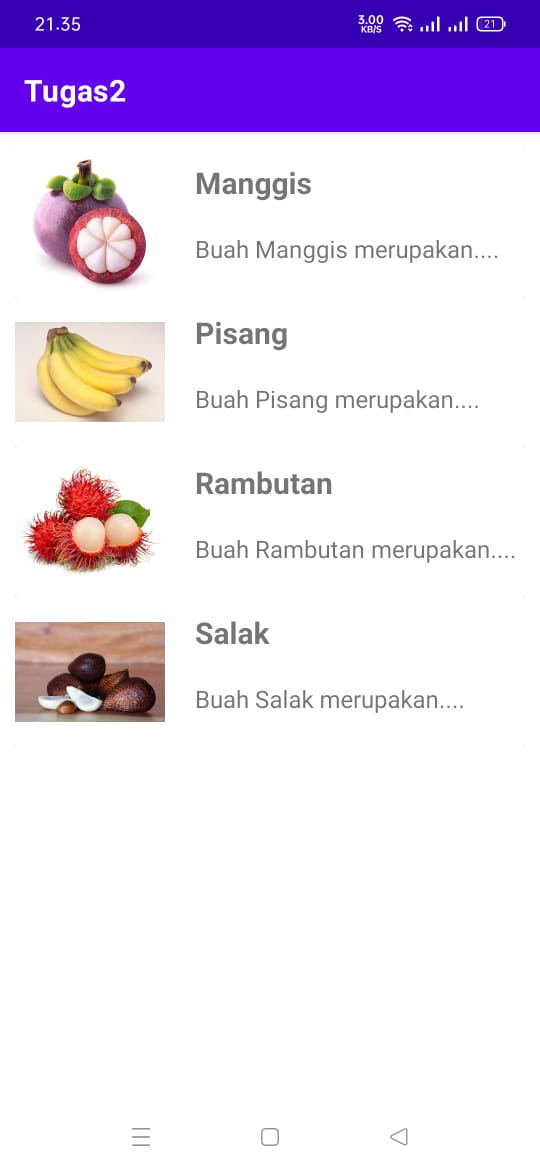 21.35
3.00
KB/S
21
Tugas2
Manggis
Buah Manggis merupakan....
Pisang
Buah Pisang merupakan....
Rambutan
Buah Rambutan merupakan....
Salak
Buah Salak merupakan....